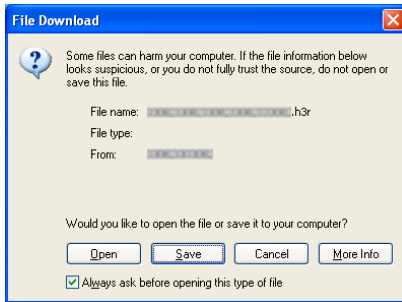 File Download
Some files can harm your computer. If the file information below
looks suspicious, or you do not fully trust the source, do not open or
save this file.
File name: .h3r
File type:
From:
Would you like to open the file or save it to your computer?
Open Save Cancel More Info
Always ask before opening this type of file